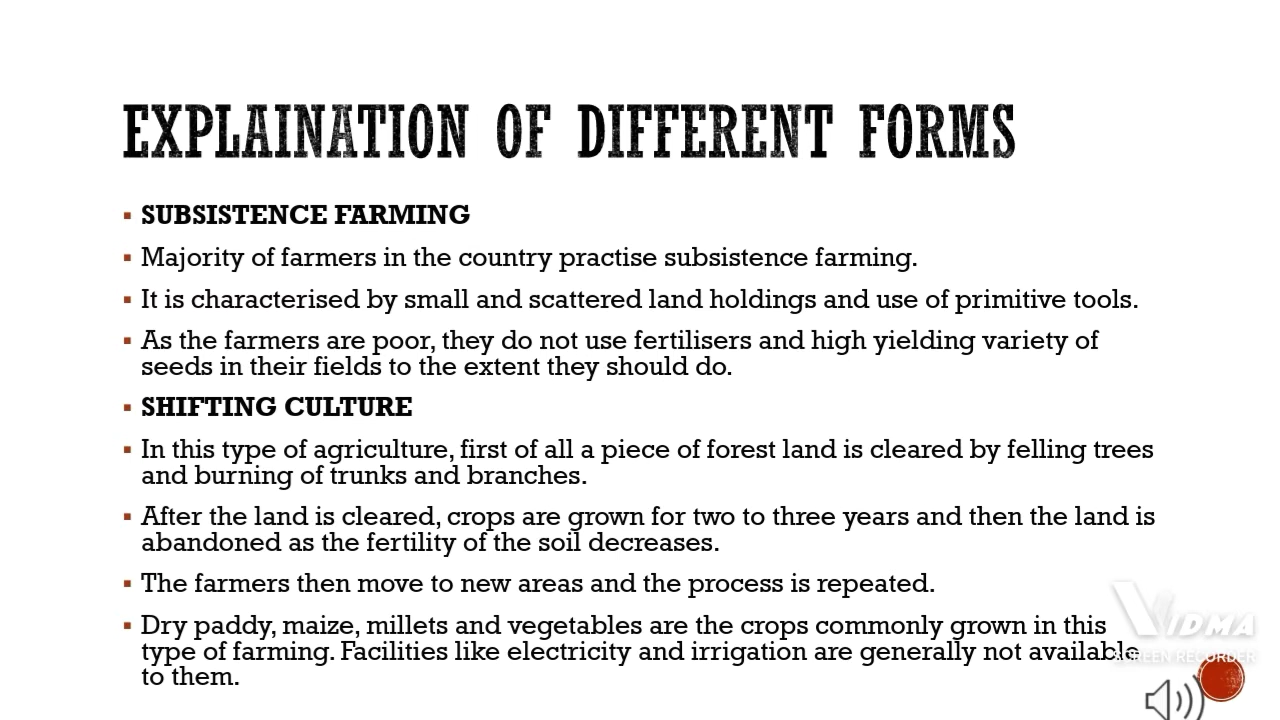 EXPLAINATION OF DIFFERENT FORMS
▪ SUBSISTENCE FARMING
▪ Majority of farmers in the country practise subsistence farming.
▪ It is characterised by small and scattered land holdings and use of primitive tools.
▪ As the farmers are poor, they do not use fertilisers and high yielding variety of
seeds in their fields to the extent they should do.
▪ SHIFTING CULTURE
▪ In this type of agriculture, first of all a piece of forest land is cleared by felling trees
and burning of trunks and branches.
▪ After the land is cleared, crops are grown for two to three years and then the land is
abandoned as the fertility of the soil decreases.
▪ The farmers then move to new areas and the process is repeated.
▪ Dry paddy, maize, millets and vegetables are the crops commonly grown in this
type of farming. Facilities like electricity and irrigation are generally not available
to them.
VIDMA
SCREEN RECORDER